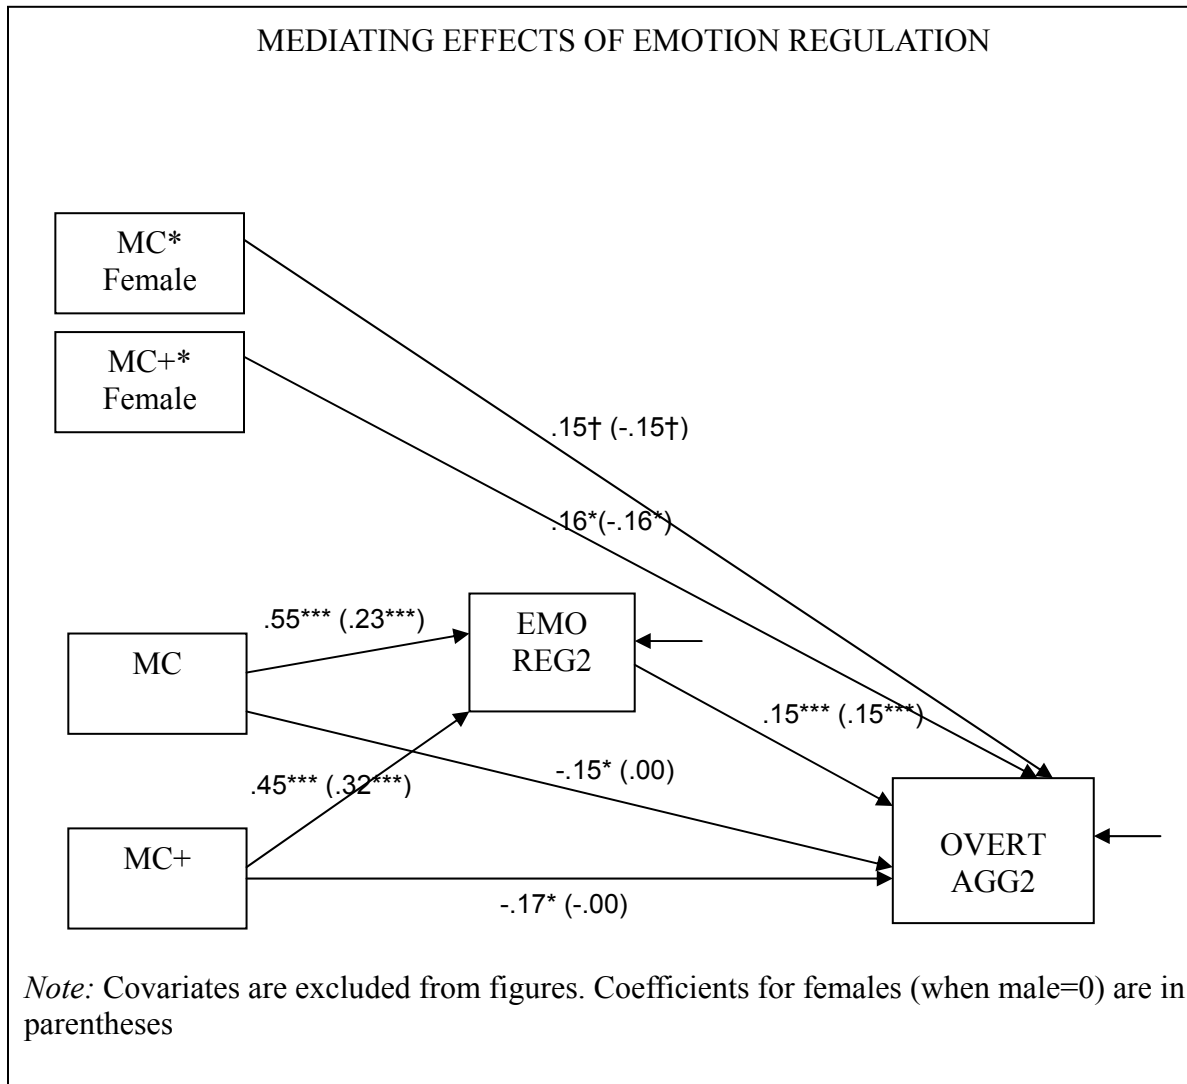 MEDIATING EFFECTS OF EMOTION REGULATION
MC*
Female
MC+*
Female
.15† (-.15†)
.16*(-.16*)
.55*** (.23***)
EMO
REG2
MC
.15*** (.15***)
-.15* (.00)
.45*** (.32***)
MC+
OVERT
AGG2
-.17* (-.00)
Note: Covariates are excluded from figures. Coefficients for females (when male=0) are in
parentheses